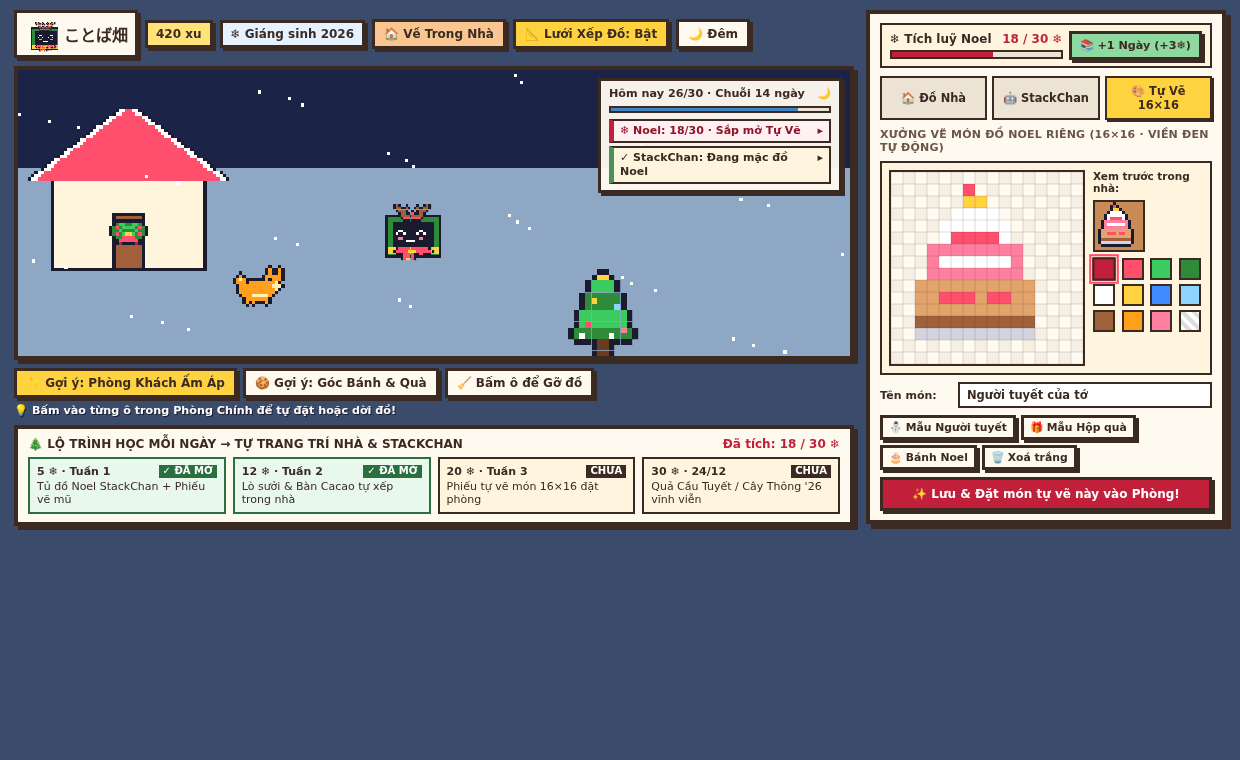 ことば畑
420 xu
❄ Giáng sinh 2026
🏠 Về Trong Nhà
📐 Lưới Xếp Đồ: Bật
🌙 Đêm
Hôm nay 26/30 · Chuỗi 14 ngày 🌙
❄ Noel: 18/30 · Sắp mở Tự Vẽ ▸
✓ StackChan: Đang mặc đồ ▸
Noel
✨ Gợi ý: Phòng Khách Ấm Áp
🍪 Gợi ý: Góc Bánh & Quà
🧹 Bấm ô để Gỡ đồ
💡 Bấm vào từng ô trong Phòng Chính để tự đặt hoặc dời đồ!
🎄 LỘ TRÌNH HỌC MỖI NGÀY → TỰ TRANG TRÍ NHÀ & STACKCHAN
Đã tích: 18 / 30 ❄
5 ❄ · Tuần 1 ✓ ĐÃ MỞ
Tủ đồ Noel StackChan + Phiếu
vẽ mũ
12 ❄ · Tuần 2 ✓ ĐÃ MỞ
Lò sưởi & Bàn Cacao tự xếp
trong nhà
20 ❄ · Tuần 3 CHƯA
Phiếu tự vẽ món 16×16 đặt
phòng
30 ❄ · 24/12 CHƯA
Quả Cầu Tuyết / Cây Thông '26
vĩnh viễn
❄ Tích luỹ Noel 18 / 30 ❄
📚 +1 Ngày (+3❄)
🏠 Đồ Nhà
🤖 StackChan
🎨 Tự Vẽ
16×16
XƯỞNG VẼ MÓN ĐỒ NOEL RIÊNG (16×16 · VIỀN ĐEN
TỰ ĐỘNG)
Xem trước trong
nhà:
Tên món:
Người tuyết của tớ
⛄ Mẫu Người tuyết
🎁 Mẫu Hộp quà
🎂 Bánh Noel
🗑️ Xoá trắng
✨ Lưu & Đặt món tự vẽ này vào Phòng!